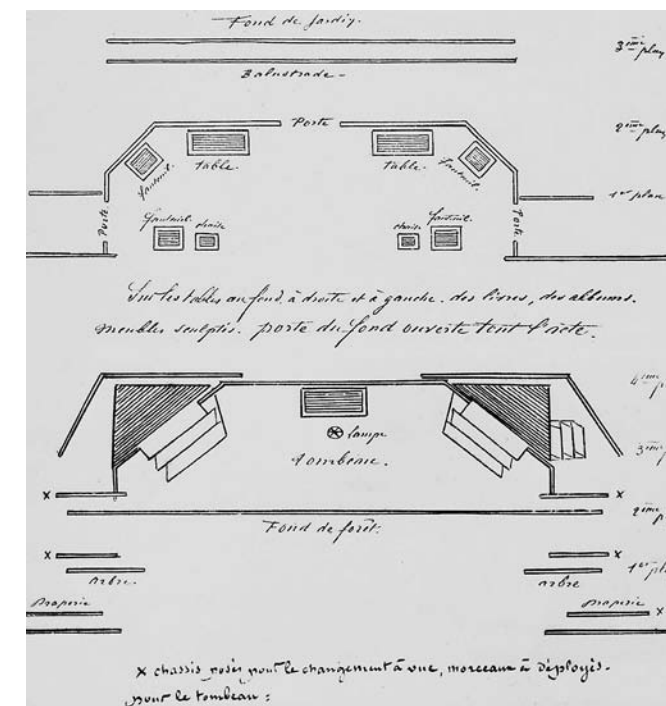 Fond de jardin.
3ème plan
Balustrade -
2ème plan
Porte
table.
table.
fauteuil.
fauteuil.
1er plan
Porte
Porte
fauteuil.
chaise
chaise
fauteuil.
Sur les tables au fond, à droite et à gauche. des livres, des albums.
meubles sculptés. porte du fond ouverte tout l'acte.
4ème p
lampe
3ème p
tombeau.
x
x
2ème p
Fond de forêt.
x
x
1er pla
arbre.
arbre
Draperie
Draperie
x
x chassis posés pour le changement à vue, morceaux à déployés.
pour le tombeau :